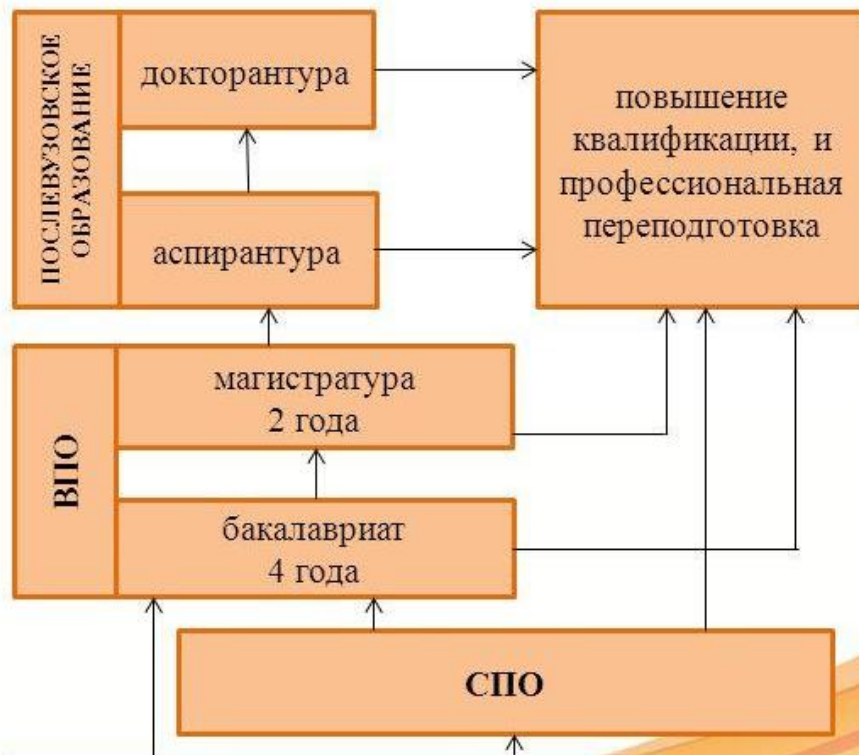 ПОСЛЕВУЗОВСКОЕ
ОБРАЗОВАНИЕ
докторантура
аспирантура
повышение
квалификации, и
профессиональная
переподготовка
ВПО
магистратура
2 года
бакалавриат
4 года
СПО